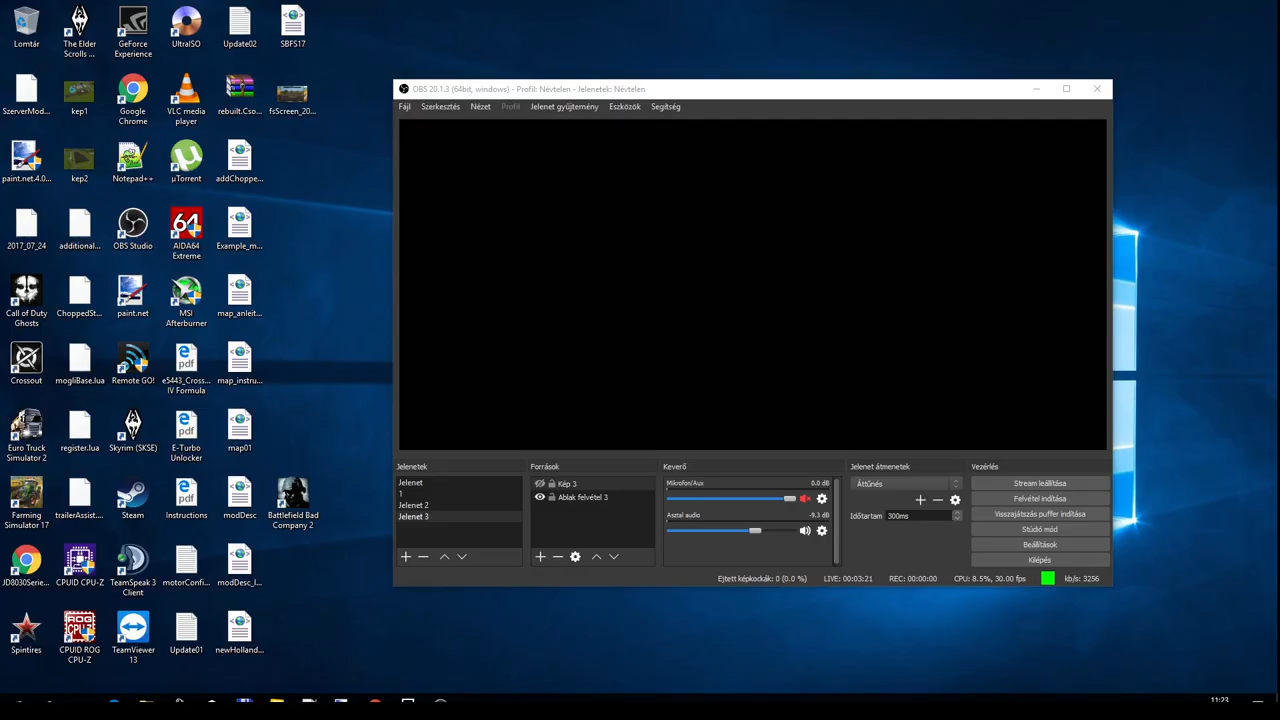 Lomtár
The Elder Scrolls ...
GeForce Experience
UltraISO
Update02
SBFS17
SzerverMod...
kep1
Google Chrome
VLC media player
rebuilt.Cso...
fsScreen_20...
paint.net.4.0...
kep2
Notepad++
µTorrent
addChoppe...
2017_07_24
additional...
OBS Studio
AIDA64 Extreme
Example_m...
Call of Duty Ghosts
ChoppedSt...
paint.net
MSI Afterburner
map_anleit...
Crossout
mogliBase.lua
Remote GO!
e5443_Cross... IV Formula
map_instru...
Euro Truck Simulator 2
register.lua
Skyrim (SKSE)
E-Turbo Unlocker
map01
Farming Simulator 17
trailerAssist...
Steam
Instructions
modDesc
Battlefield Bad Company 2
JD8030Serie...
CPUID CPU-Z
TeamSpeak 3 Client
motorConfi...
modDesc_l...
Spintires
CPUID ROG CPU-Z
TeamViewer 13
Update01
newHolland...
OBS 20.1.3 (64bit, windows) - Profil: Névtelen - Jelenetek: Névtelen
Fájl Szerkesztés Nézet Profil Jelenet gyűjtemény Eszközök Segítség
Jelenetek
Jelenet
1
Jelenet 2
Jelenet 3
Források
Kép 3
Ablak felvétel 3
Keverő
Mikrofon/Aux 0.0 dB
Asztal audio -9.3 dB
Jelenet átmenetek
Áttűnés
Időtartam 300ms
Vezérlés
Stream leállítása
Felvétel indítása
Visszajátszás puffer indítása
Stúdió mód
Beállítások
Kilépés
Ejtett képkockák: 0 (0.0 %) LIVE: 00:03:21 REC: 00:00:00 CPU: 8.5%, 30.00 fps kb/s: 3256
11:23